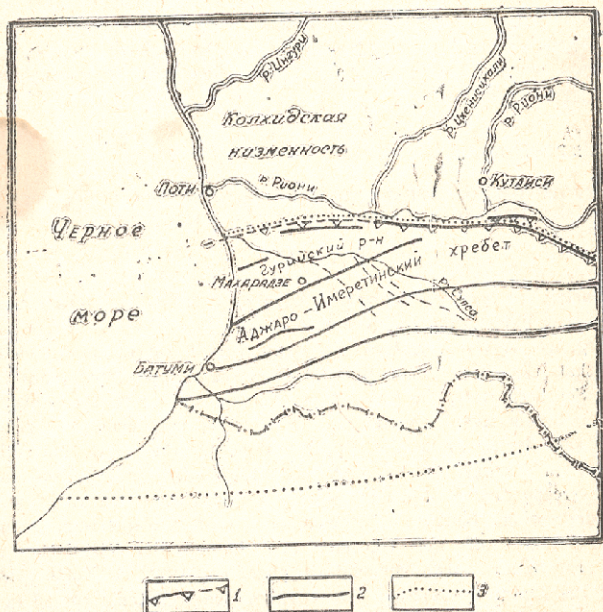 р. Ингури
р. Цхенисцкали
р. Риони
Колхидская
низменность
Поти
р. Риони
Кутаиси
Черное
море
Гурийский р-н
хребет
Махарадзе
Аджаро-Имеретинский
р. Супса
Батуми
1
2
3